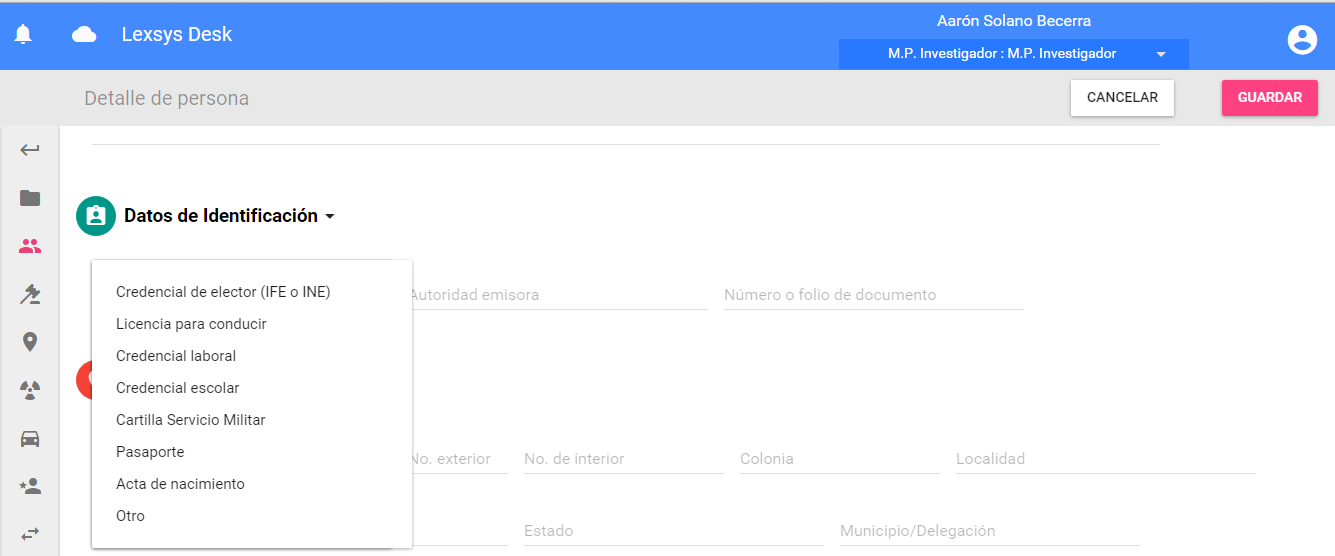 Lexsys Desk
Aarón Solano Becerra
M.P. Investigador : M.P. Investigador
Detalle de persona
CANCELAR
GUARDAR
Datos de Identificación
Autoridad emisora
Número o folio de documento
Credencial de elector (IFE o INE)
Licencia para conducir
Credencial laboral
Credencial escolar
Cartilla Servicio Militar
Pasaporte
Acta de nacimiento
Otro
No. exterior
No. de interior
Colonia
Localidad
Estado
Municipio/Delegación